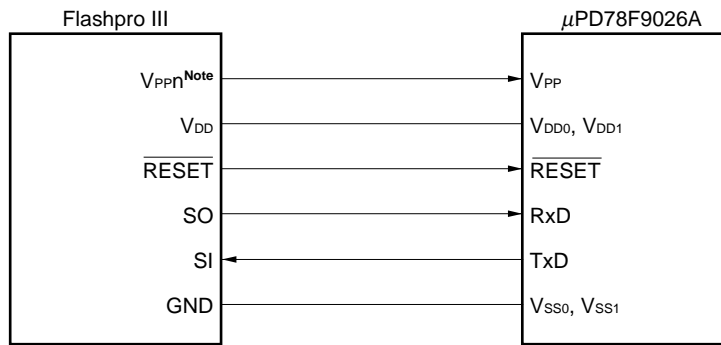 Flashpro III μPD78F9026A
VPPnNote VPP
VDD VDD0, VDD1
RESET RESET
SO RxD
SI TxD
GND VSS0, VSS1